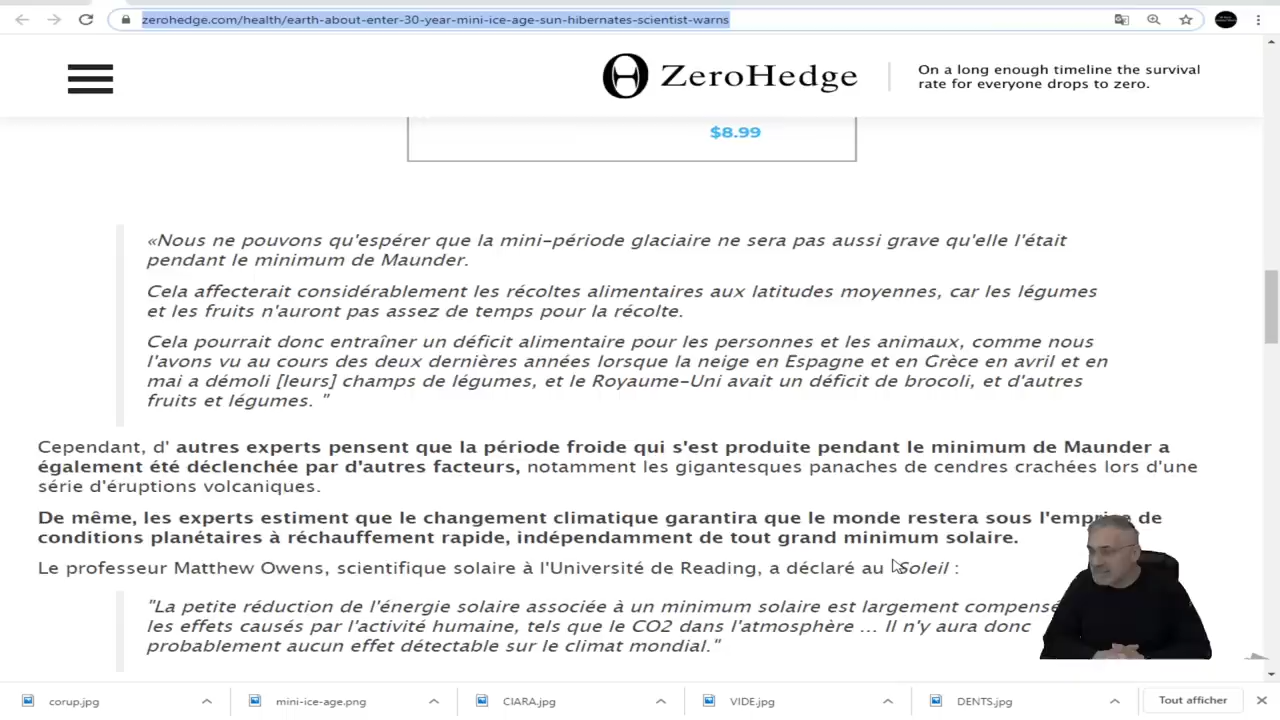 zerohedge.com/health/earth-about-enter-30-year-mini-ice-age-sun-hibernates-scientist-warns
ZeroHedge
On a long enough timeline the survival
rate for everyone drops to zero.
$8.99
«Nous ne pouvons qu'espérer que la mini-période glaciaire ne sera pas aussi grave qu'elle l'était
pendant le minimum de Maunder.
Cela affecterait considérablement les récoltes alimentaires aux latitudes moyennes, car les légumes
et les fruits n'auront pas assez de temps pour la récolte.
Cela pourrait donc entraîner un déficit alimentaire pour les personnes et les animaux, comme nous
l'avons vu au cours des deux dernières années lorsque la neige en Espagne et en Grèce en avril et en
mai a démoli [leurs] champs de légumes, et le Royaume-Uni avait un déficit de brocoli, et d'autres
fruits et légumes. "
Cependant, d' autres experts pensent que la période froide qui s'est produite pendant le minimum de Maunder a
également été déclenchée par d'autres facteurs, notamment les gigantesques panaches de cendres crachées lors d'une
série d'éruptions volcaniques.
De même, les experts estiment que le changement climatique garantira que le monde restera sous l'emprise de
conditions planétaires à réchauffement rapide, indépendamment de tout grand minimum solaire.
Le professeur Matthew Owens, scientifique solaire à l'Université de Reading, a déclaré au Soleil :
"La petite réduction de l'énergie solaire associée à un minimum solaire est largement compensé
les effets causés par l'activité humaine, tels que le CO2 dans l'atmosphère ... Il n'y aura donc
probablement aucun effet détectable sur le climat mondial."
corup.jpg
mini-ice-age.png
CIARA.jpg
VIDE.jpg
DENTS.jpg
Tout afficher